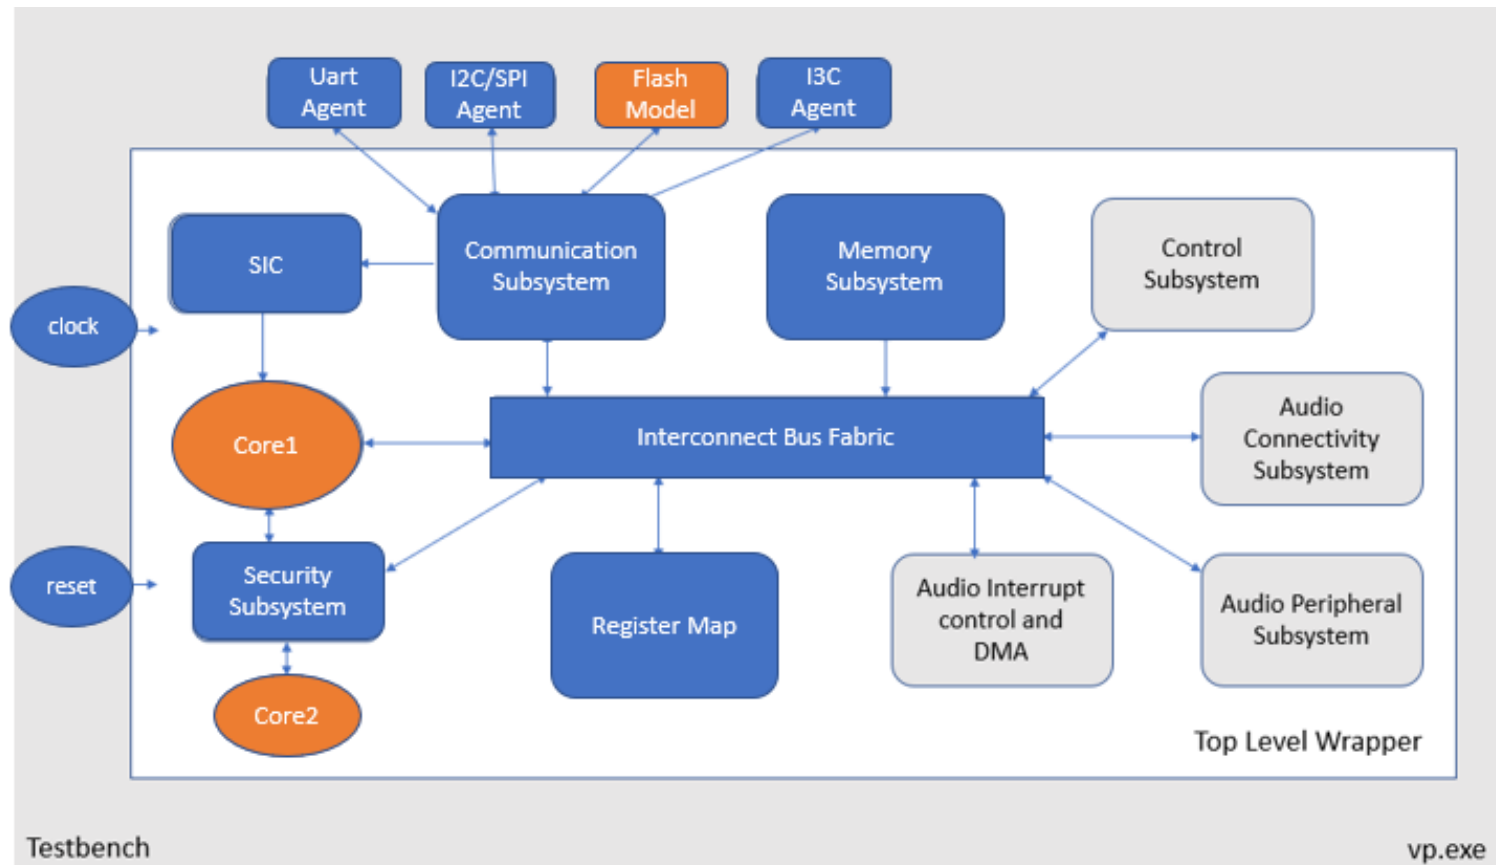 Uart
Agent
I2C/SPI
Agent
Flash
Model
I3C
Agent
SIC
Communication
Subsystem
Memory
Subsystem
Control
Subsystem
clock
Core1
Interconnect Bus Fabric
Audio
Connectivity
Subsystem
reset
Security
Subsystem
Register Map
Audio Interrupt
control and
DMA
Audio Peripheral
Subsystem
Core2
Top Level Wrapper
Testbench
vp.exe